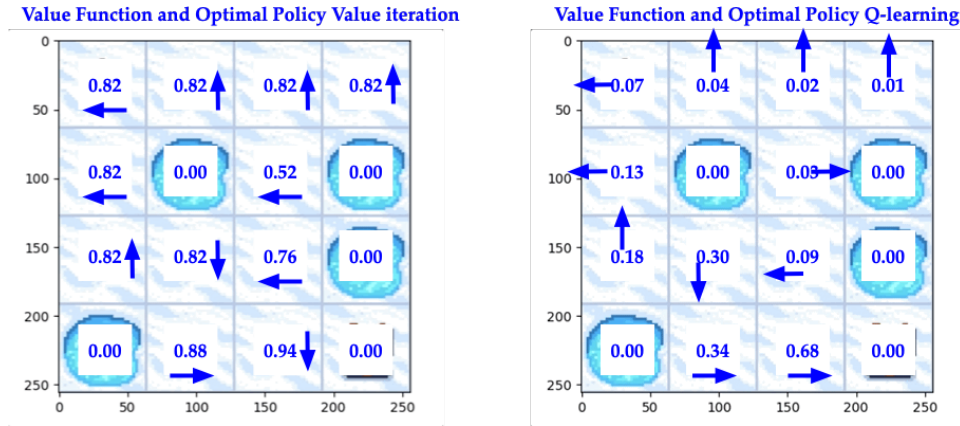 Value Function and Optimal Policy Value iteration
0
50
100
150
200
250
0.82 0.82 0.82 0.82
0.82 0.00 0.52 0.00
0.82 0.82 0.76 0.00
0.00 0.88 0.94 0.00
0 50 100 150 200 250
Value Function and Optimal Policy Q-learning
0
50
100
150
200
250
0.07 0.04 0.02 0.01
0.13 0.00 0.03 0.00
0.18 0.30 0.09 0.00
0.00 0.34 0.68 0.00
0 50 100 150 200 250